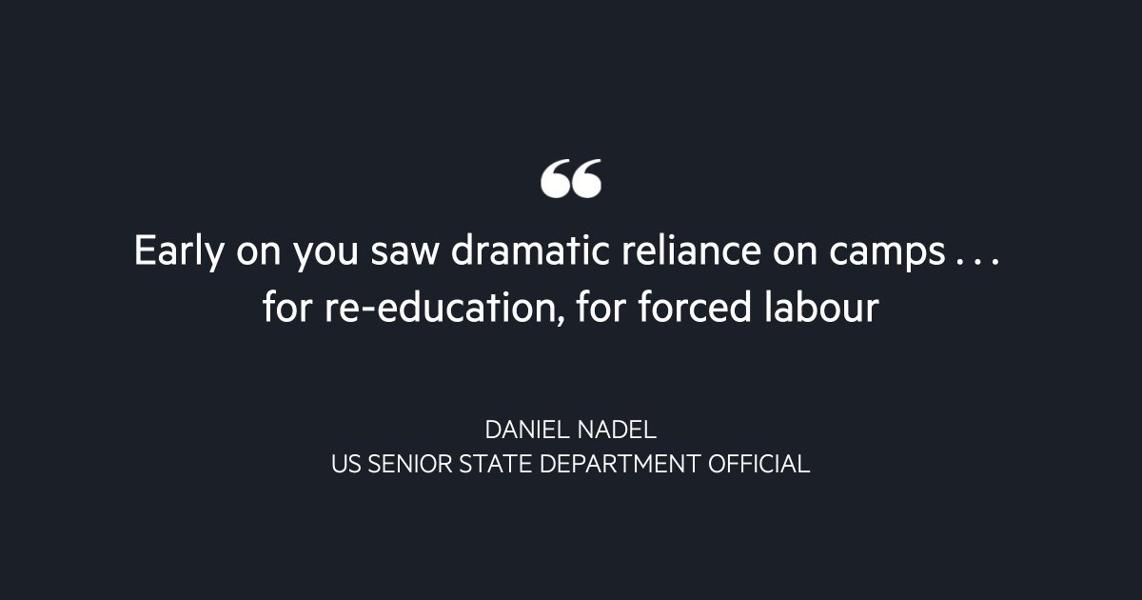 “
Early on you saw dramatic reliance on camps . . .
for re-education, for forced labour
DANIEL NADEL
US SENIOR STATE DEPARTMENT OFFICIAL